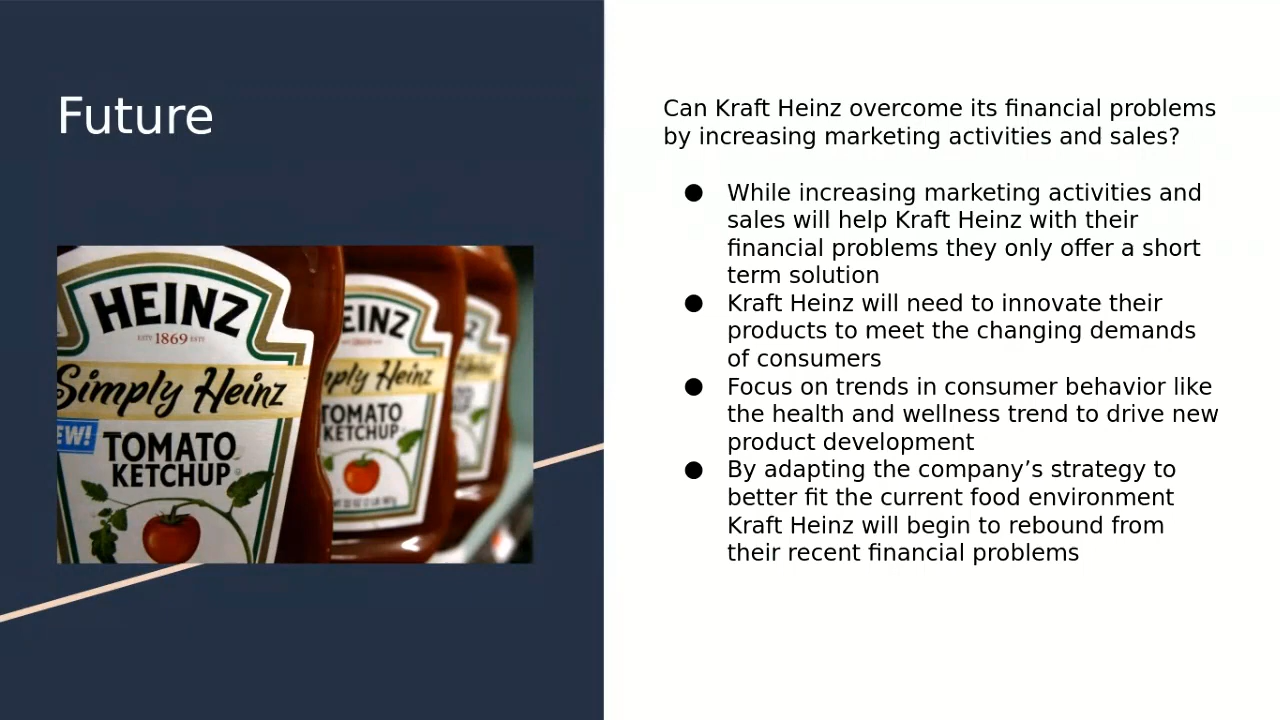 Future
HEINZ
ESTD 1869 ESTD
Simply Heinz
EW!
TOMATO
KETCHUP
EINZ
mply Heinz
TOMATO
KETCHUP
Can Kraft Heinz overcome its financial problems
by increasing marketing activities and sales?
● While increasing marketing activities and
sales will help Kraft Heinz with their
financial problems they only offer a short
term solution
● Kraft Heinz will need to innovate their
products to meet the changing demands
of consumers
● Focus on trends in consumer behavior like
the health and wellness trend to drive new
product development
● By adapting the company’s strategy to
better fit the current food environment
Kraft Heinz will begin to rebound from
their recent financial problems